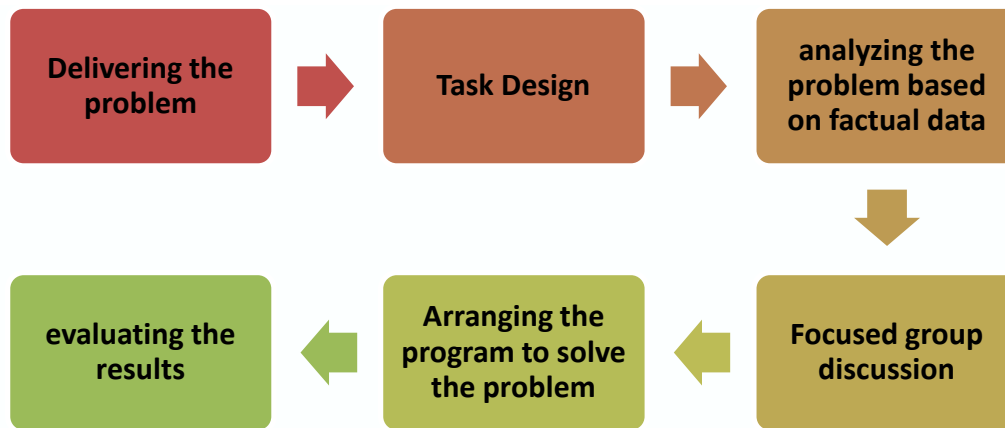 Delivering the
problem
Task Design
analyzing the
problem based
on factual data
Focused group
discussion
Arranging the
program to solve
the problem
evaluating the
results